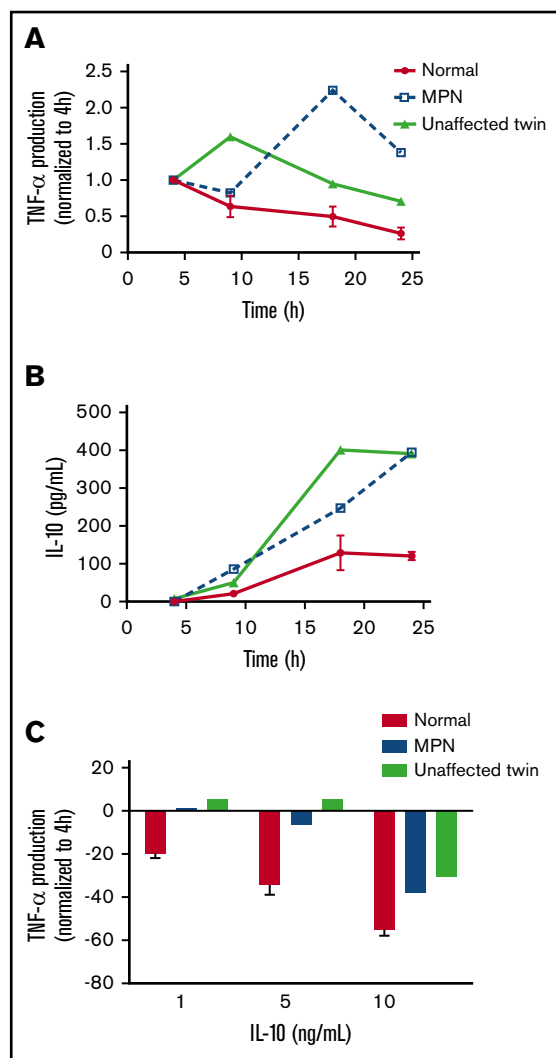 A
TNF-α production
(normalized to 4h)
2.5
2.0
1.5
1.0
0.5
0
0 5 10 15 20 25
Time (h)
Normal
MPN
Unaffected twin
B
IL-10 (pg/mL)
500
400
300
200
100
0
0 5 10 15 20 25
Time (h)
C
Normal
MPN
Unaffected twin
TNF-α production
(normalized to 4h)
20
0
-20
-40
-60
-80
1 5 10
IL-10 (ng/mL)